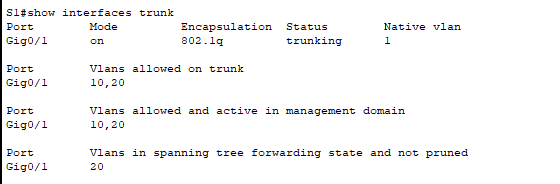 S1#show interfaces trunk
Port Mode Encapsulation Status Native vlan
Gig0/1 on 802.1q trunking 1
Port Vlans allowed on trunk
Gig0/1 10,20
Port Vlans allowed and active in management domain
Gig0/1 10,20
Port Vlans in spanning tree forwarding state and not pruned
Gig0/1 20